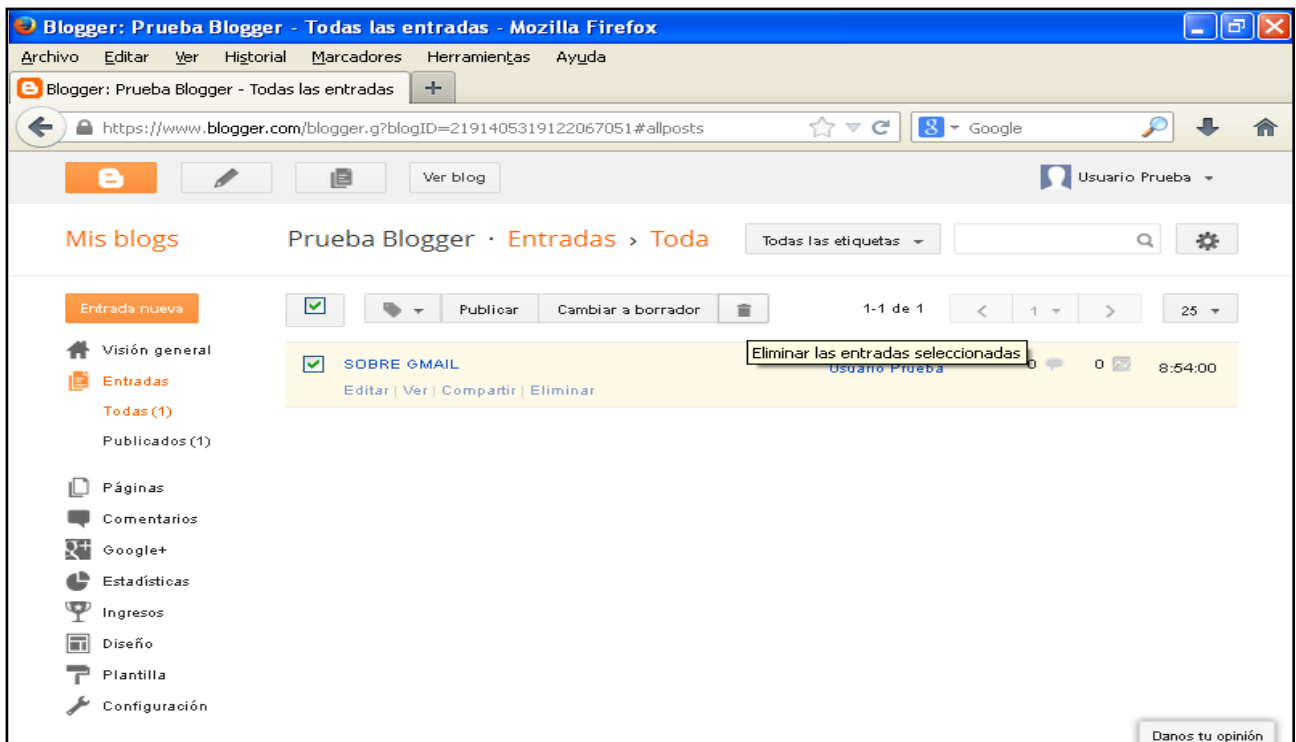 Blogger: Prueba Blogger - Todas las entradas - Mozilla Firefox
Archivo Editar Ver Historial Marcadores Herramientas Ayuda
Blogger: Prueba Blogger - Todas las entradas
https://www.blogger.com/blogger.g?blogID=2191405319122067051#allposts Google
Ver blog Usuario Prueba
Mis blogs Prueba Blogger · Entradas › Toda Todas las etiquetas
Entrada nueva Publicar Cambiar a borrador 1-1 de 1 < 1 > 25
Visión general
Eliminar las entradas seleccionadas
SOBRE GMAIL Usuario Prueba 0 0 8:54:00
Entradas
Editar | Ver | Compartir | Eliminar
Todas (1)
Publicados (1)
Páginas
Comentarios
Google+
Estadísticas
Ingresos
Diseño
Plantilla
Configuración
Danos tu opinión